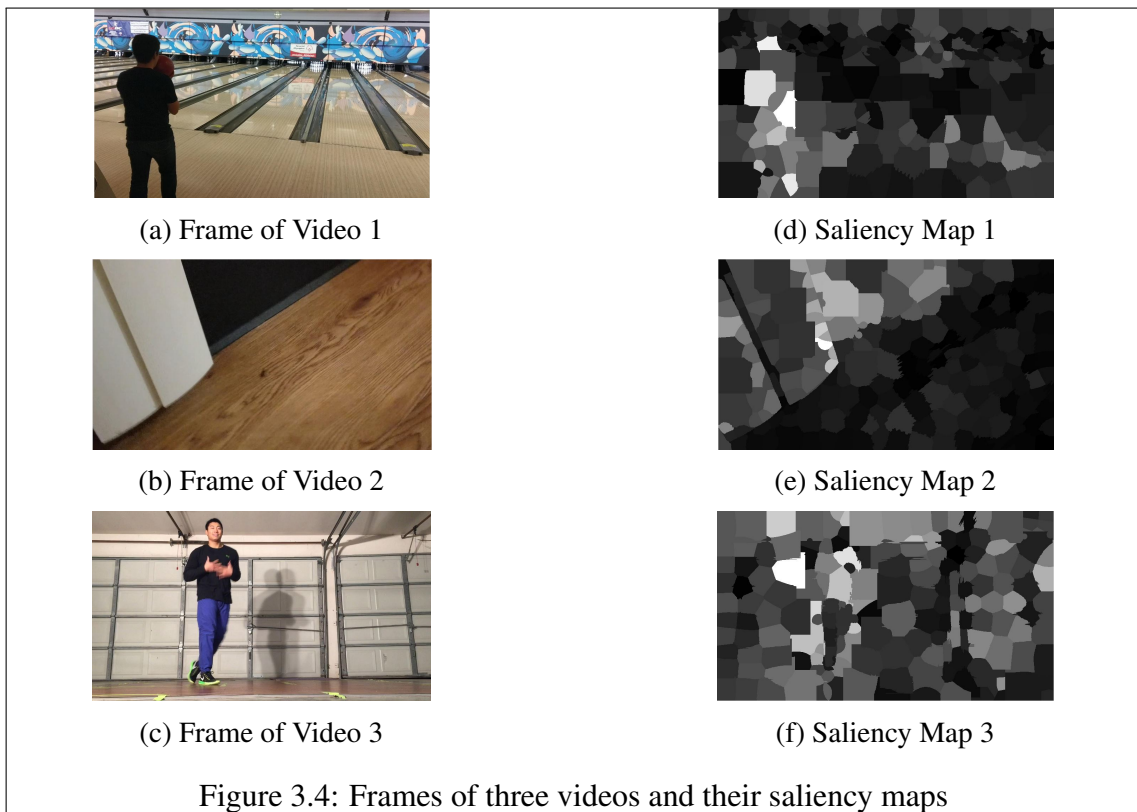 (a) Frame of Video 1
(d) Saliency Map 1
(b) Frame of Video 2
(e) Saliency Map 2
(c) Frame of Video 3
(f) Saliency Map 3
Figure 3.4: Frames of three videos and their saliency maps